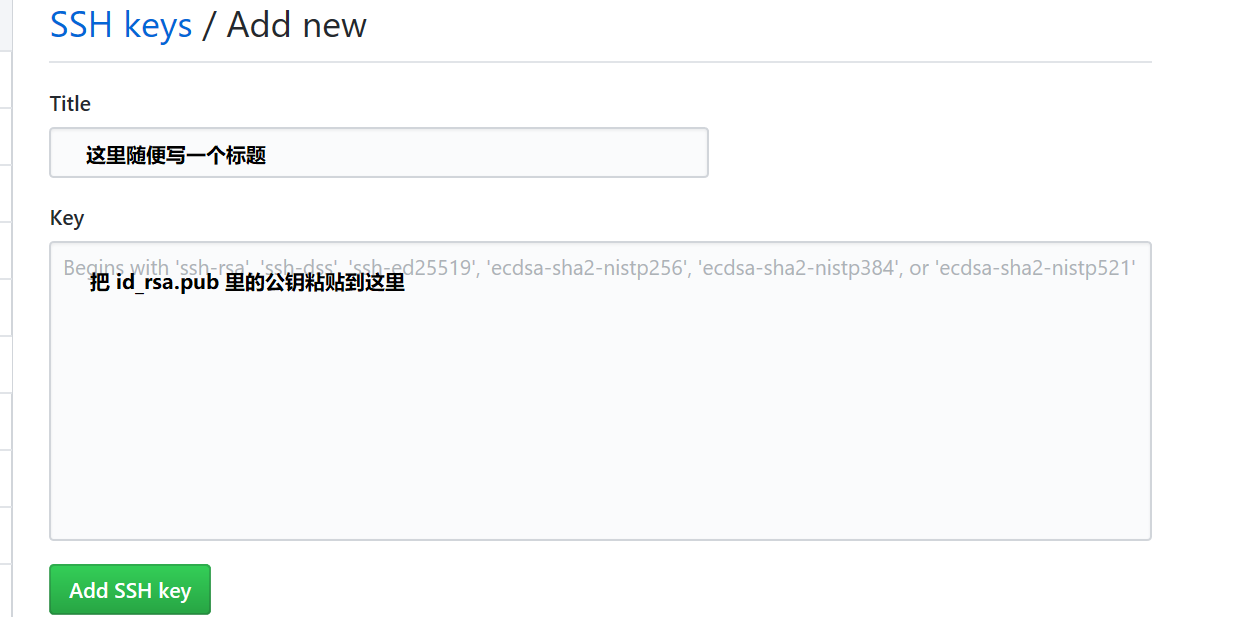 SSH keys / Add new
Title
这里随便写一个标题
Key
Begins with 'ssh-rsa', 'ssh-dss', 'ssh-ed25519', 'ecdsa-sha2-nistp256', 'ecdsa-sha2-nistp384', or 'ecdsa-sha2-nistp521'
把 id_rsa.pub 里的公钥粘贴到这里
Add SSH key